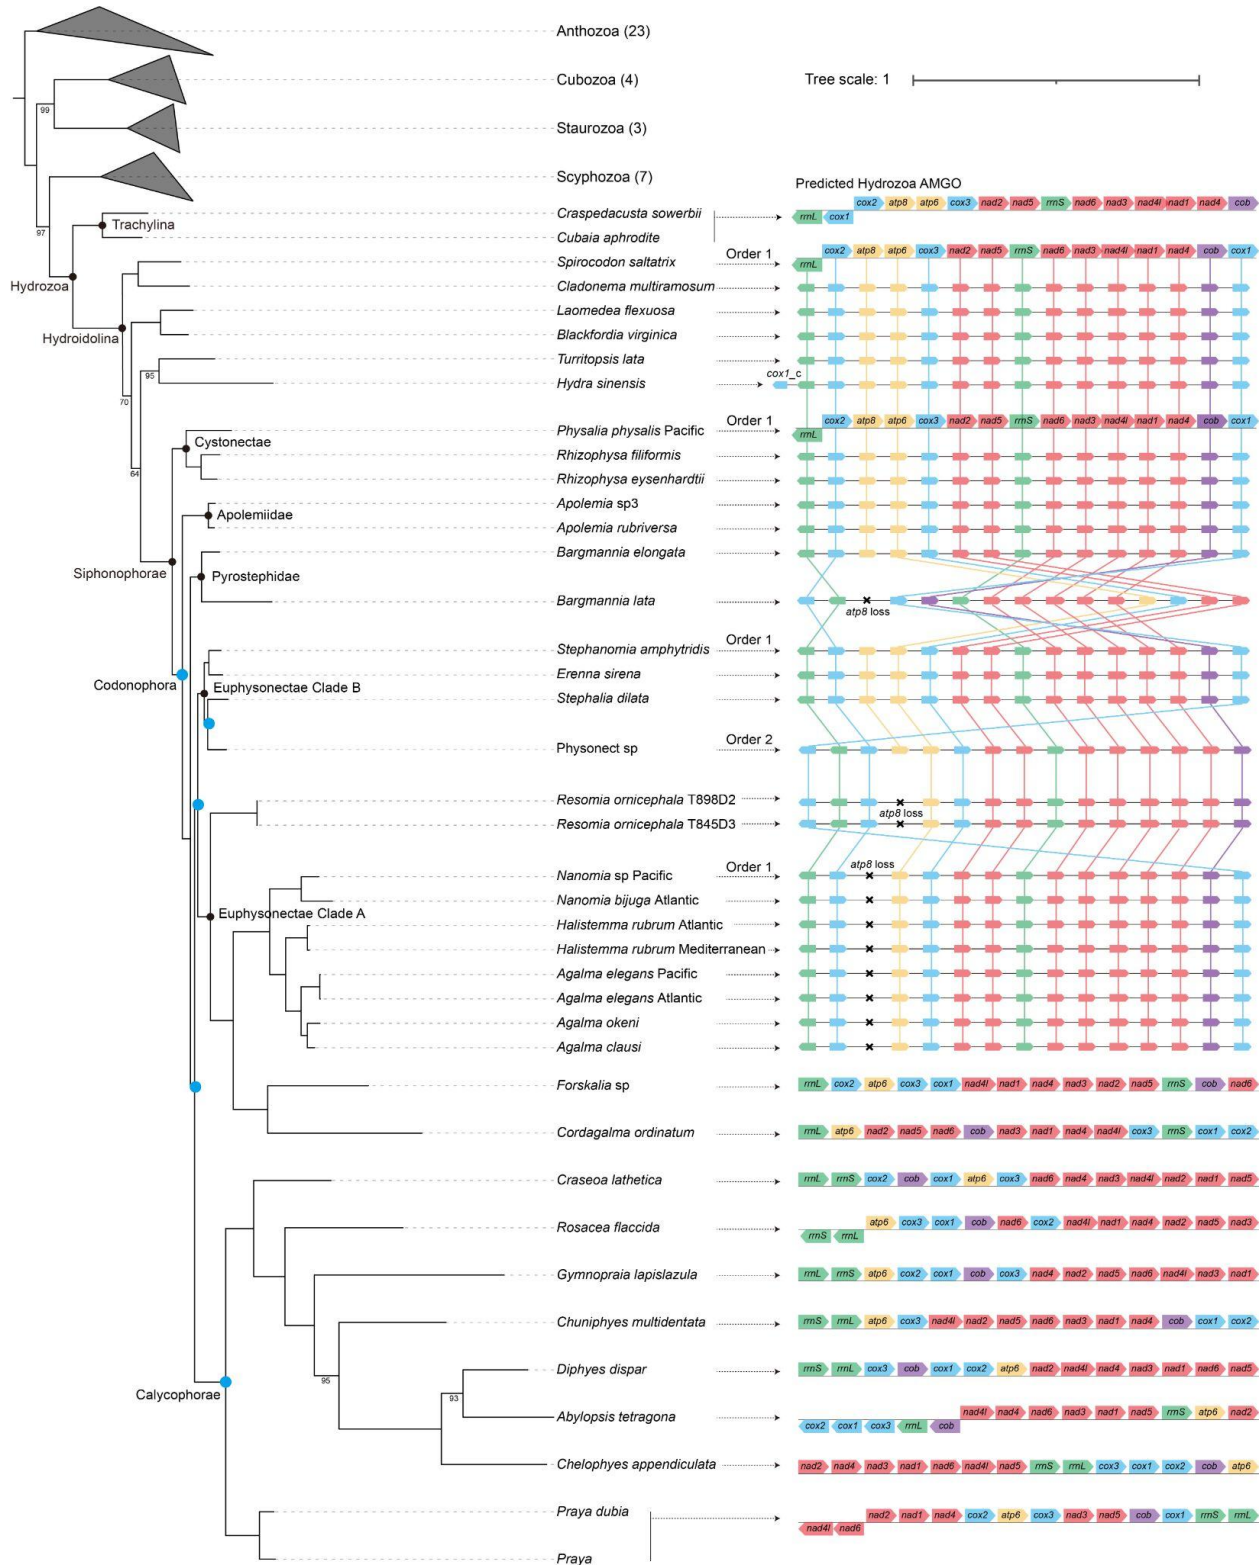 Anthozoa (23)
Cubozoa (4)
Tree scale: 1
99
Staurozoa (3)
Scyphozoa (7)
Predicted Hydrozoa AMGO
cox2 atp8 atp6 cox3 nad2 nad5 rrnS nad6 nad3 nad4l nad1 nad4 cob
Craspedacusta sowerbii
rrnL cox1
97
Trachylina
Cubaia aphrodite
Order 1
cox2 atp8 atp6 cox3 nad2 nad5 rrnS nad6 nad3 nad4l nad1 nad4 cob cox1
Spirocodon saltatrix
rrnL
Hydrozoa
Cladonema multiramosum
Laomedea flexuosa
Hydroidolina
Blackfordia virginica
Turritopsis lata
95
cox1_c
Hydra sinensis
70
Order 1
cox2 atp8 atp6 cox3 nad2 nad5 rrnS nad6 nad3 nad4l nad1 nad4 cob cox1
Physalia physalis Pacific
rrnL
Cystonectae
Rhizophysa filiformis
64
Rhizophysa eysenhardtii
Apolemia sp3
Apolemiidae
Apolemia rubriversa
Bargmannia elongata
Siphonophorae
Pyrostephidae
Bargmannia lata
atp8 loss
Order 1
Stephanomia amphytridis
Erenna sirena
Codonophora
Euphysonectae Clade B
Stephalia dilata
Order 2
Physonect sp
Resomia ornicephala T898D2
atp8 loss
Resomia ornicephala T845D3
atp8 loss
Order 1
Nanomia sp Pacific
Nanomia bijuga Atlantic
Euphysonectae Clade A
Halistemma rubrum Atlantic
Halistemma rubrum Mediterranean
Agalma elegans Pacific
Agalma elegans Atlantic
Agalma okeni
Agalma clausi
Forskalia sp
rrnL cox2 atp6 cox3 cox1 nad4l nad1 nad4 nad3 nad2 nad5 rrnS cob nad6
Cordagalma ordinatum
rrnL atp6 nad2 nad5 nad6 cob nad3 nad1 nad4 nad4l cox3 rrnS cox1 cox2
Craseoa lathetica
rrnL rrnS cox2 cob cox1 atp6 cox3 nad6 nad4 nad3 nad4l nad2 nad1 nad5
Rosacea flaccida
atp6 cox3 cox1 cob nad6 cox2 nad4l nad1 nad4 nad2 nad5 nad3
rrnS rrnL
Gymnopraia lapislazula
rrnL rrnS atp6 cox2 cox1 cob cox3 nad4 nad2 nad5 nad6 nad4l nad3 nad1
Chuniphyes multidentata
rrnS rrnL atp6 cox3 nad4l nad2 nad5 nad6 nad3 nad1 nad4 cob cox1 cox2
95
Diphyes dispar
rrnS rrnL cox3 cob cox1 cox2 atp6 nad2 nad4l nad4 nad3 nad1 nad6 nad5
Calycophorae
93
Abylopsis tetragona
nad4l nad4 nad6 nad3 nad1 nad5 rrnS atp6 nad2
cox2 cox1 cox3 rrnL cob
Chelophyes appendiculata
nad2 nad4 nad3 nad1 nad6 nad4l nad5 rrnS rrnL cox3 cox1 cox2 cob atp6
Praya dubia
nad2 nad1 nad4 cox2 atp6 cox3 nad3 nad5 cob cox1 rrnS rrnL
nad4l nad6
Praya